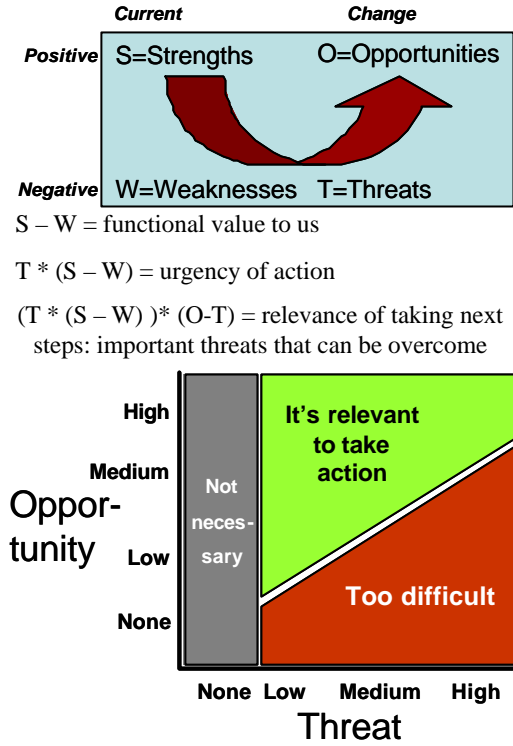 Current Change
Positive S=Strengths O=Opportunities
Negative W=Weaknesses T=Threats
S – W = functional value to us
T * (S – W) = urgency of action
(T * (S – W) )* (O-T) = relevance of taking next
steps: important threats that can be overcome
High
Medium
Low
None
Oppor-
tunity
Not
neces-
sary
It's relevant
to take
action
Too difficult
None Low Medium High
Threat